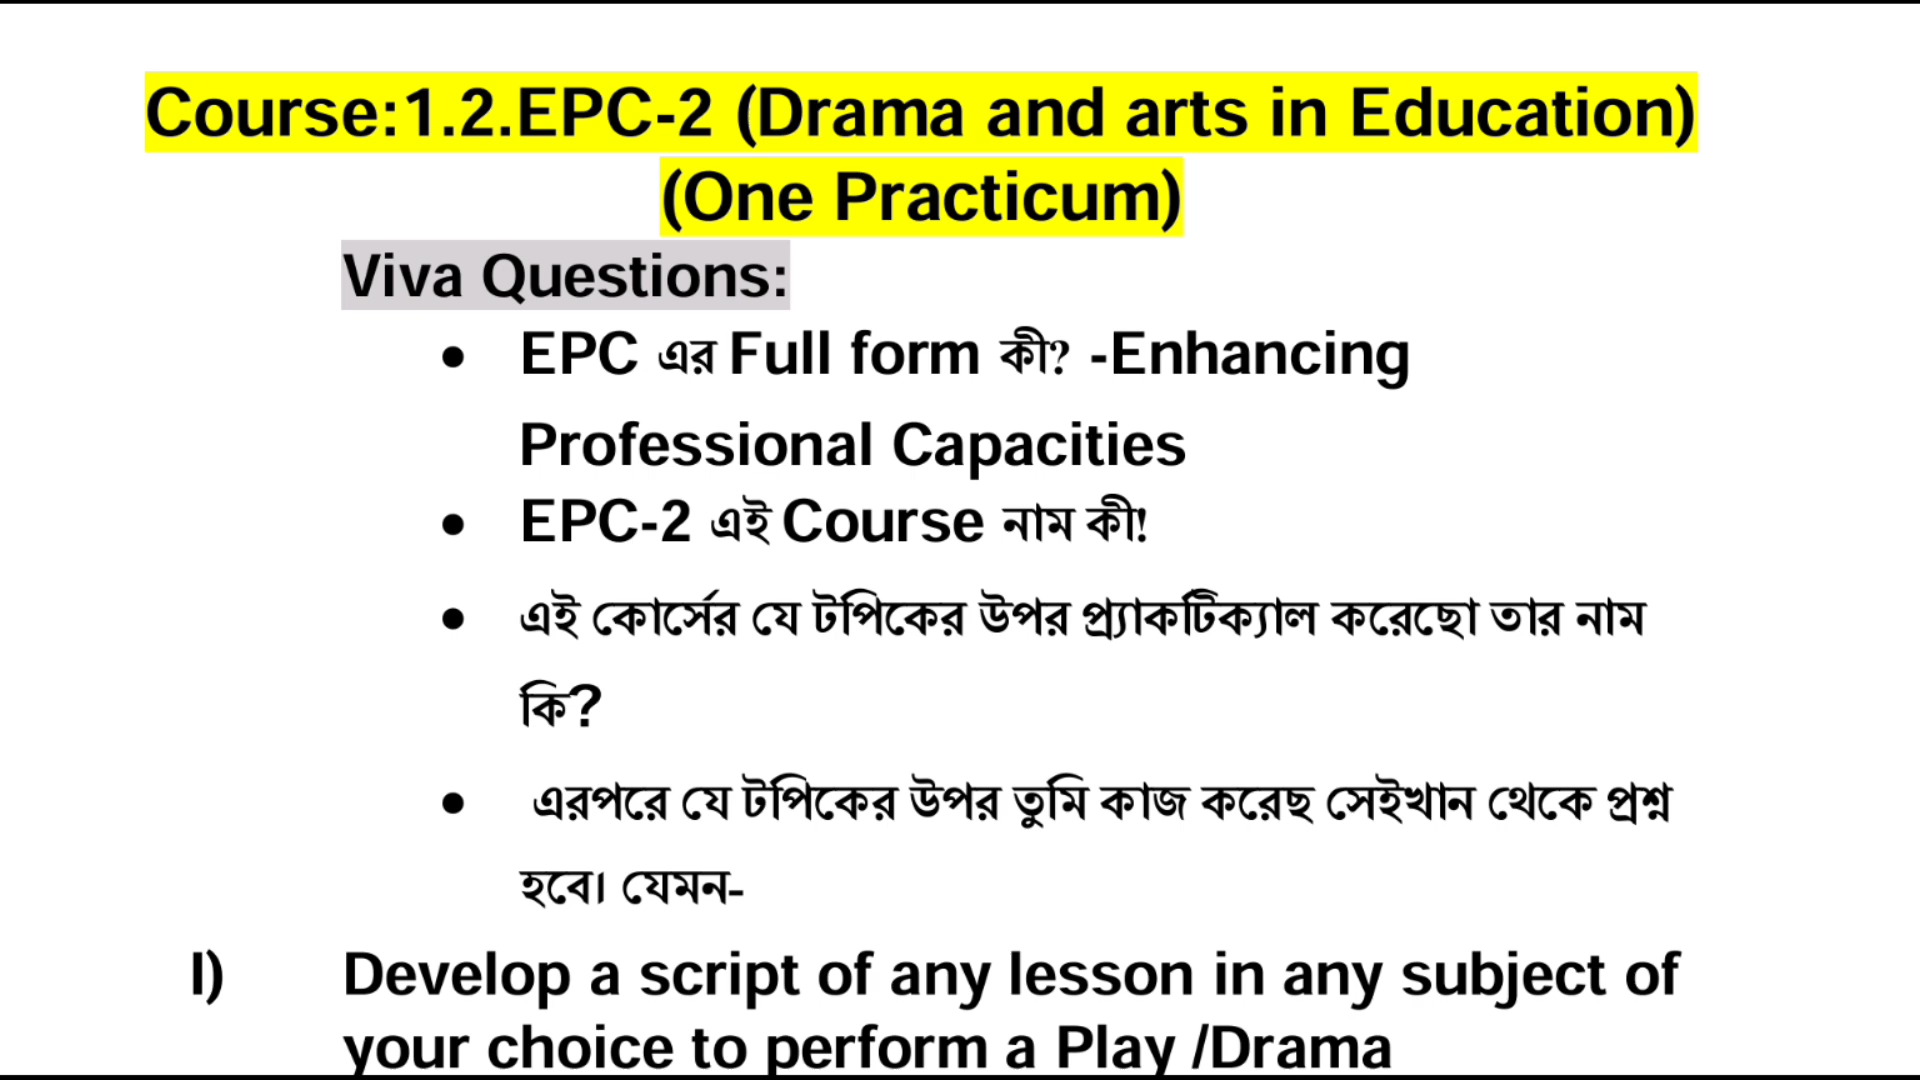 Course:1.2.EPC-2 (Drama and arts in Education)
(One Practicum)
Viva Questions:
● EPC এর Full form কী? -Enhancing
Professional Capacities
● EPC-2 এই Course নাম কী!
● এই কোর্সের যে টপিকের উপর প্র্যাকটিক্যাল করেছো তার নাম
কি?
● এরপরে যে টপিকের উপর তুমি কাজ করেছ সেইখান থেকে প্রশ্ন
হবে। যেমন-
I) Develop a script of any lesson in any subject of
your choice to perform a Play /Drama